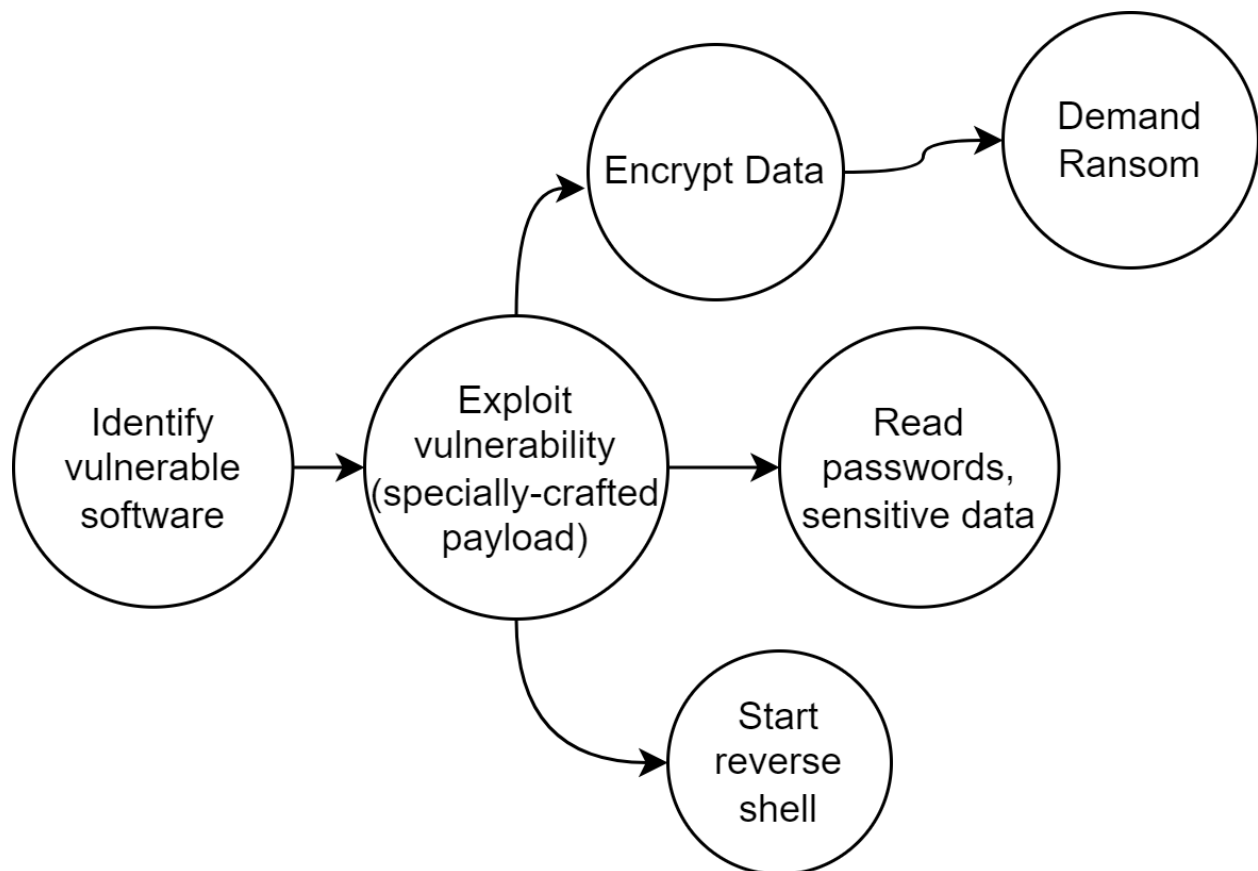 Identify
vulnerable
software
Exploit
vulnerability
(specially-crafted
payload)
Encrypt Data
Demand
Ransom
Read
passwords,
sensitive data
Start
reverse
shell